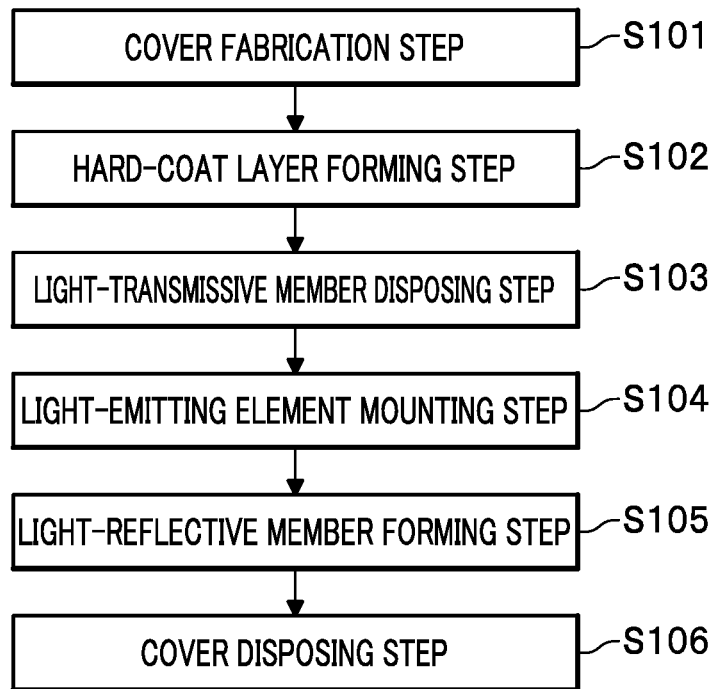 COVER FABRICATION STEP S101
HARD-COAT LAYER FORMING STEP S102
LIGHT-TRANSMISSIVE MEMBER DISPOSING STEP S103
LIGHT-EMITTING ELEMENT MOUNTING STEP S104
LIGHT-REFLECTIVE MEMBER FORMING STEP S105
COVER DISPOSING STEP S106